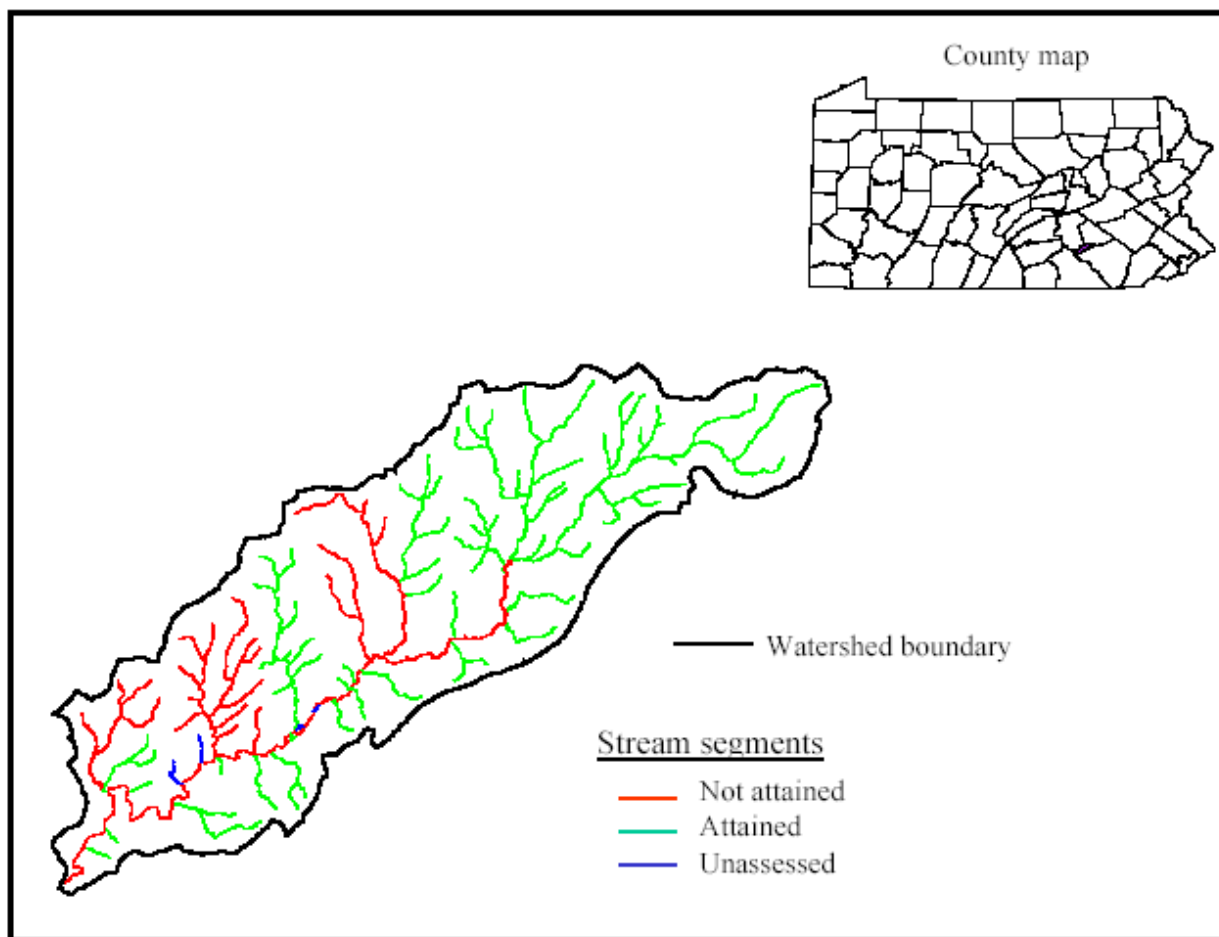 County map
Watershed boundary
Stream segments
Not attained
Attained
Unassessed